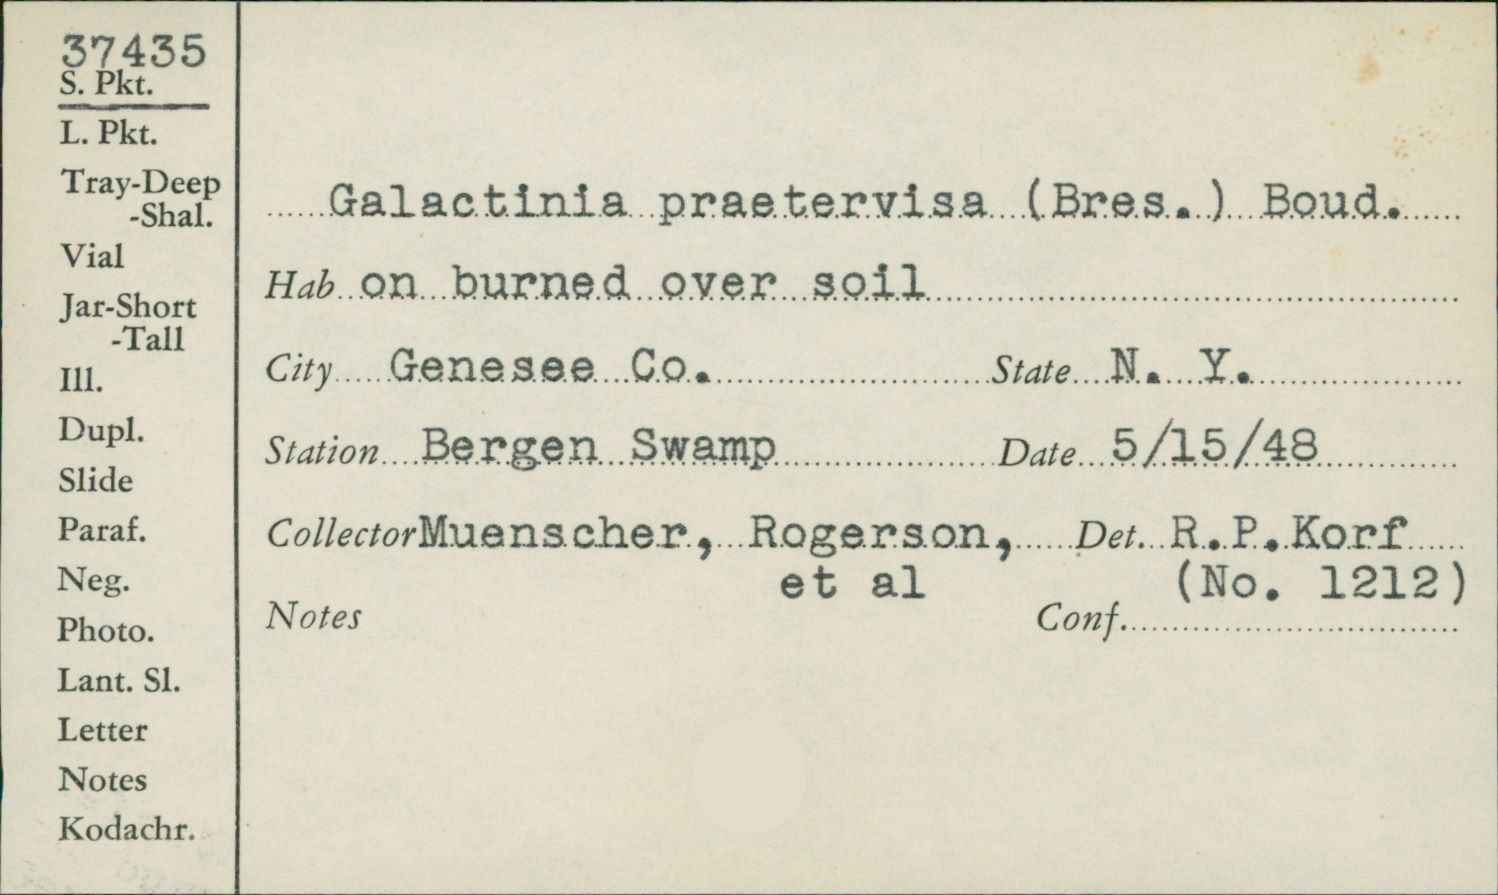 37435
S. Pkt.
L. Pkt.
Tray-Deep
-Shal.
Vial
Jar-Short
-Tall
Ill.
Dupl.
Slide
Paraf.
Neg.
Photo.
Lant. Sl.
Letter
Notes
Kodachr.
Galactinia praetervisa (Bres.) Boud.
Hab on burned over soil
City Genesee Co. State N. Y.
Station Bergen Swamp Date 5/15/48
Collector Muenscher, Rogerson, Det. R.P.Korf
et al (No. 1212)
Notes Conf.